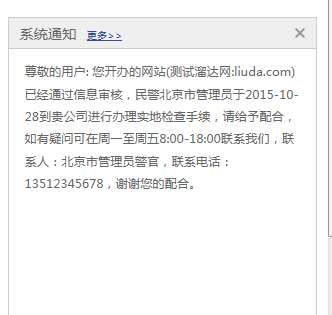 系统通知 更多>>
尊敬的用户: 您开办的网站(测试溜达网:liuda.com)
已经通过信息审核，民警北京市管理员于2015-10-
28到贵公司进行办理实地检查手续，请给予配合，
如有疑问可在周一至周五8:00-18:00联系我们，联
系人：北京市管理员警官，联系电话：
13512345678，谢谢您的配合。